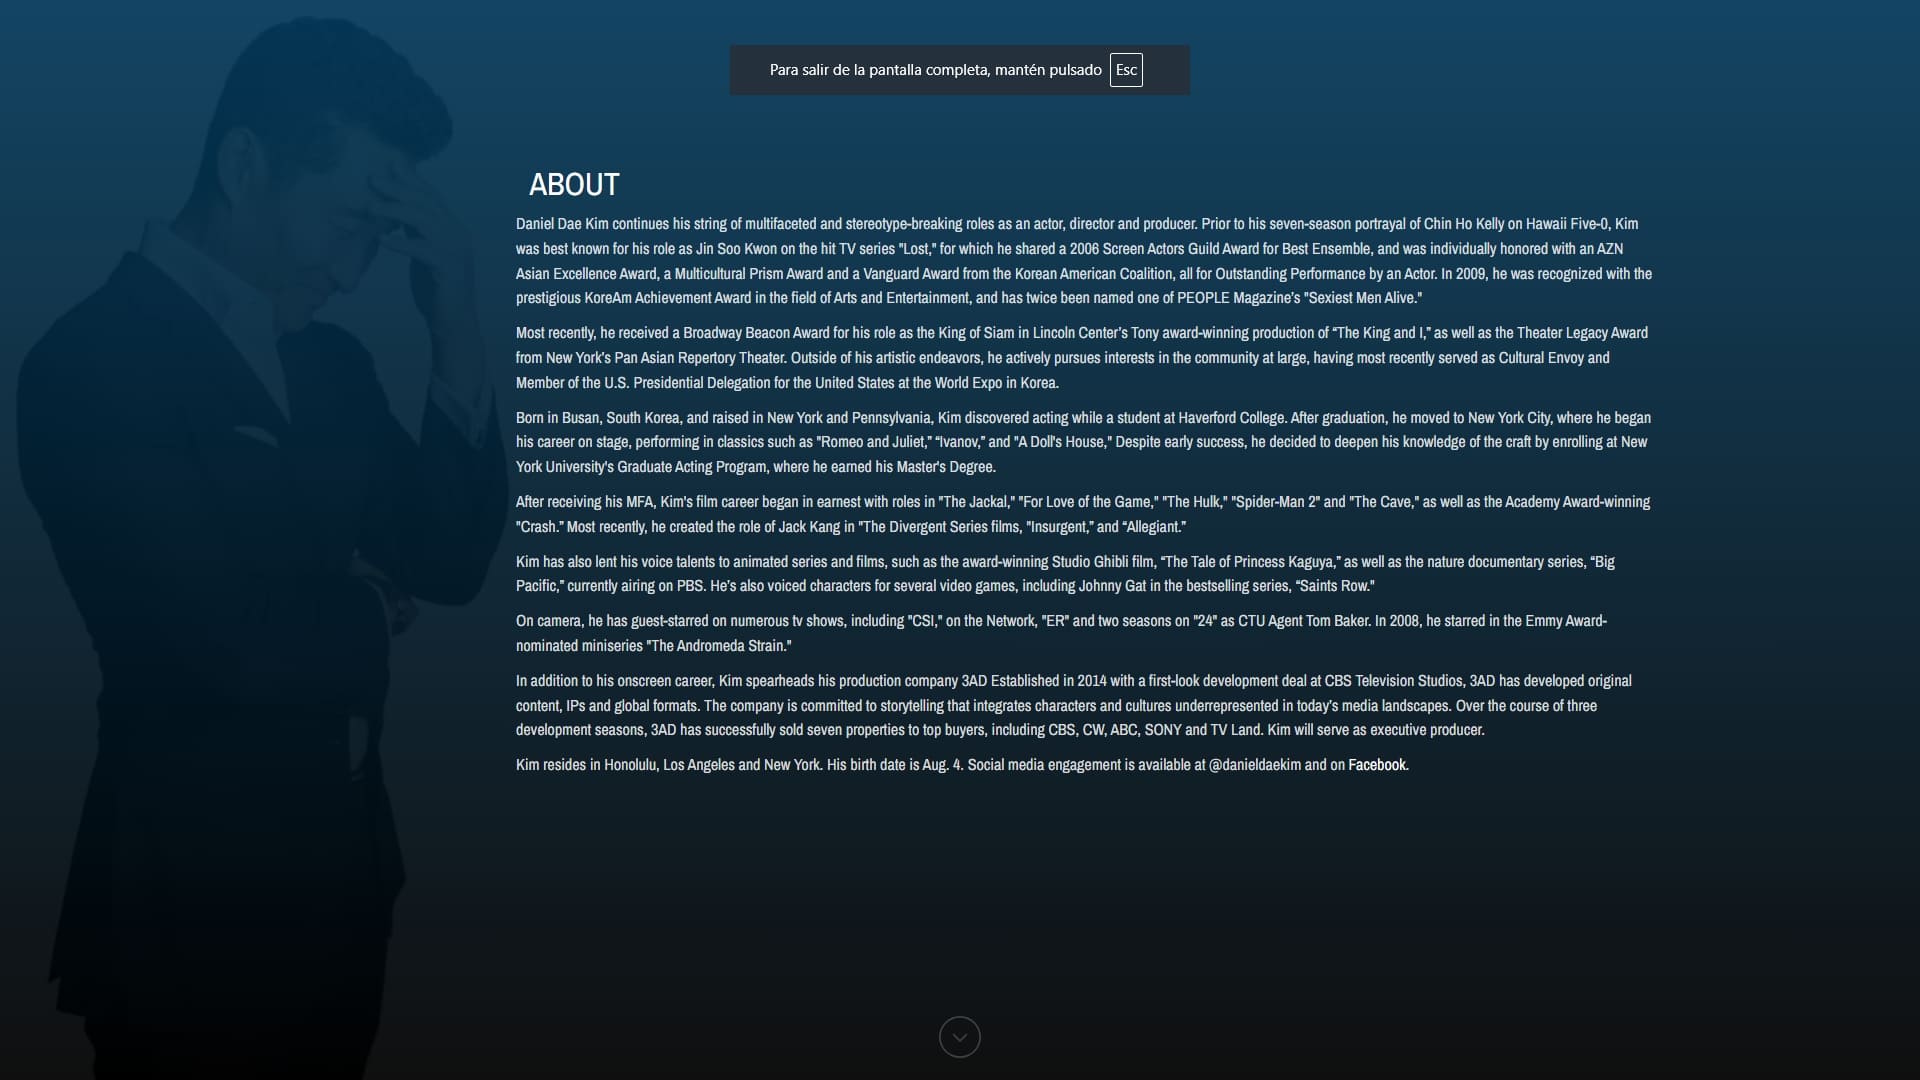 Para salir de la pantalla completa, mantén pulsado Esc
ABOUT
Daniel Dae Kim continues his string of multifaceted and stereotype-breaking roles as an actor, director and producer. Prior to his seven-season portrayal of Chin Ho Kelly on Hawaii Five-0, Kim
was best known for his role as Jin Soo Kwon on the hit TV series "Lost," for which he shared a 2006 Screen Actors Guild Award for Best Ensemble, and was individually honored with an AZN
Asian Excellence Award, a Multicultural Prism Award and a Vanguard Award from the Korean American Coalition, all for Outstanding Performance by an Actor. In 2009, he was recognized with the
prestigious KoreAm Achievement Award in the field of Arts and Entertainment, and has twice been named one of PEOPLE Magazine’s "Sexiest Men Alive."
Most recently, he received a Broadway Beacon Award for his role as the King of Siam in Lincoln Center’s Tony award-winning production of “The King and I,” as well as the Theater Legacy Award
from New York’s Pan Asian Repertory Theater. Outside of his artistic endeavors, he actively pursues interests in the community at large, having most recently served as Cultural Envoy and
Member of the U.S. Presidential Delegation for the United States at the World Expo in Korea.
Born in Busan, South Korea, and raised in New York and Pennsylvania, Kim discovered acting while a student at Haverford College. After graduation, he moved to New York City, where he began
his career on stage, performing in classics such as "Romeo and Juliet,” “Ivanov,” and "A Doll's House," Despite early success, he decided to deepen his knowledge of the craft by enrolling at New
York University's Graduate Acting Program, where he earned his Master's Degree.
After receiving his MFA, Kim's film career began in earnest with roles in "The Jackal," "For Love of the Game," "The Hulk," "Spider-Man 2" and "The Cave," as well as the Academy Award-winning
"Crash.” Most recently, he created the role of Jack Kang in "The Divergent Series films, "Insurgent,” and “Allegiant.”
Kim has also lent his voice talents to animated series and films, such as the award-winning Studio Ghibli film, “The Tale of Princess Kaguya,” as well as the nature documentary series, “Big
Pacific,” currently airing on PBS. He’s also voiced characters for several video games, including Johnny Gat in the bestselling series, “Saints Row."
On camera, he has guest-starred on numerous tv shows, including "CSI," on the Network, "ER" and two seasons on "24" as CTU Agent Tom Baker. In 2008, he starred in the Emmy Award-
nominated miniseries "The Andromeda Strain."
In addition to his onscreen career, Kim spearheads his production company 3AD Established in 2014 with a first-look development deal at CBS Television Studios, 3AD has developed original
content, IPs and global formats. The company is committed to storytelling that integrates characters and cultures underrepresented in today’s media landscapes. Over the course of three
development seasons, 3AD has successfully sold seven properties to top buyers, including CBS, CW, ABC, SONY and TV Land. Kim will serve as executive producer.
Kim resides in Honolulu, Los Angeles and New York. His birth date is Aug. 4. Social media engagement is available at @danieldaekim and on Facebook.